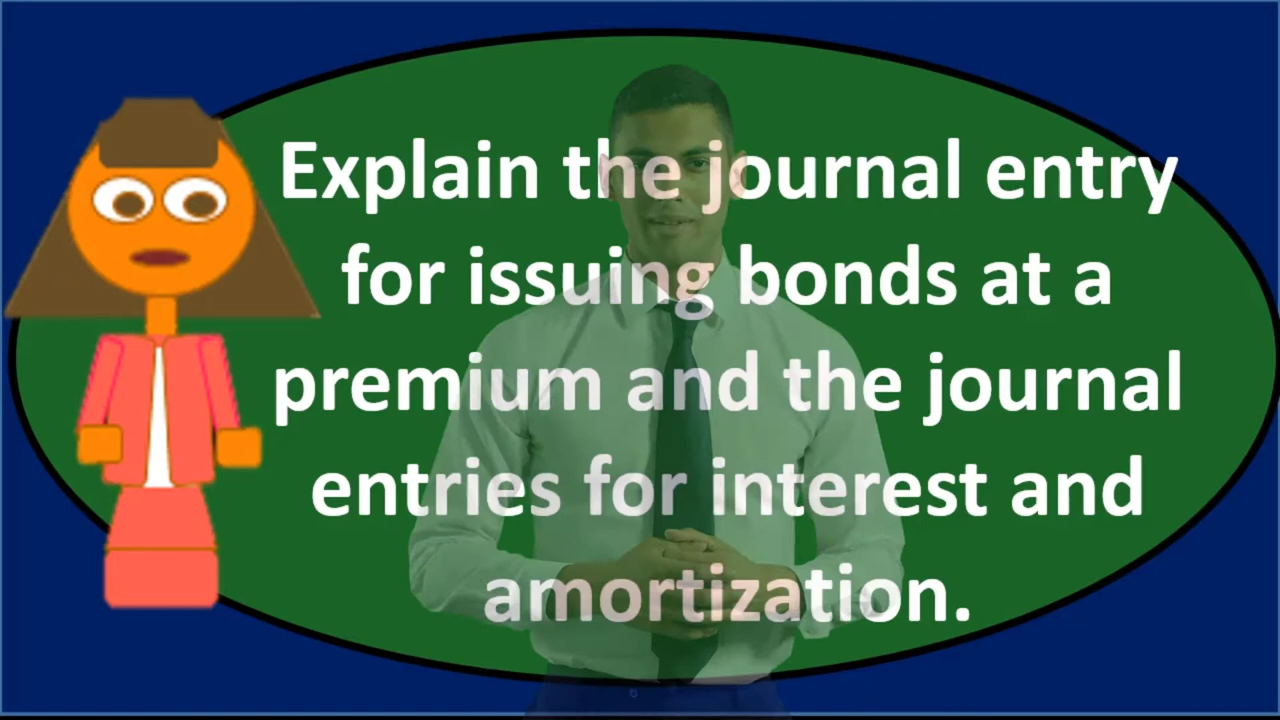 Explain the journal entry
for issuing bonds at a
premium and the journal
entries for interest and
amortization.